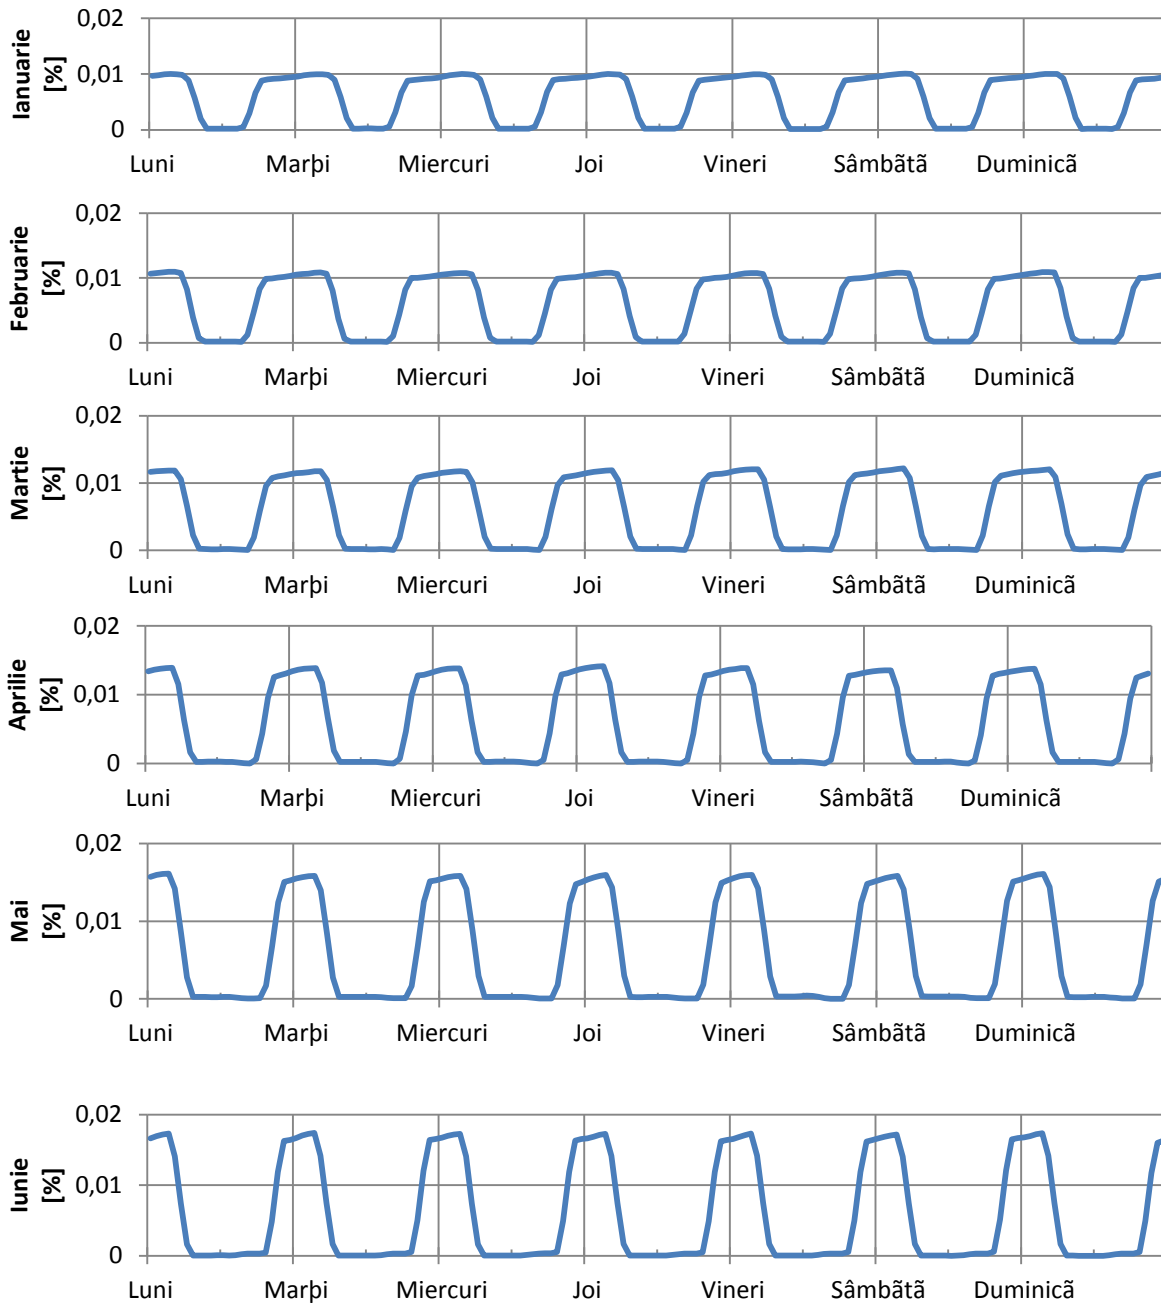 0,02
Ianuarie
[%]
0,01
0
Luni Marþi Miercuri Joi Vineri Sâmbãtã Duminicã
0,02
Februarie
[%]
0,01
0
Luni Marþi Miercuri Joi Vineri Sâmbãtã Duminicã
0,02
Martie
[%]
0,01
0
Luni Marþi Miercuri Joi Vineri Sâmbãtã Duminicã
0,02
Aprilie
[%]
0,01
0
Luni Marþi Miercuri Joi Vineri Sâmbãtã Duminicã
0,02
Mai
[%]
0,01
0
Luni Marþi Miercuri Joi Vineri Sâmbãtã Duminicã
0,02
Iunie
[%]
0,01
0
Luni Marþi Miercuri Joi Vineri Sâmbãtã Duminicã